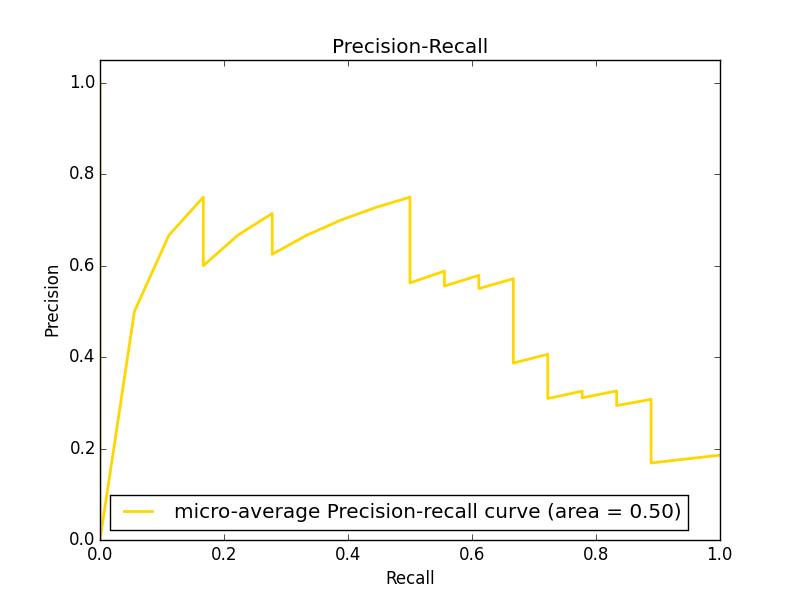 Precision-Recall
1.0
0.8
0.6
0.4
0.2
0.0
Precision
micro-average Precision-recall curve (area = 0.50)
0.0 0.2 0.4 0.6 0.8 1.0
Recall